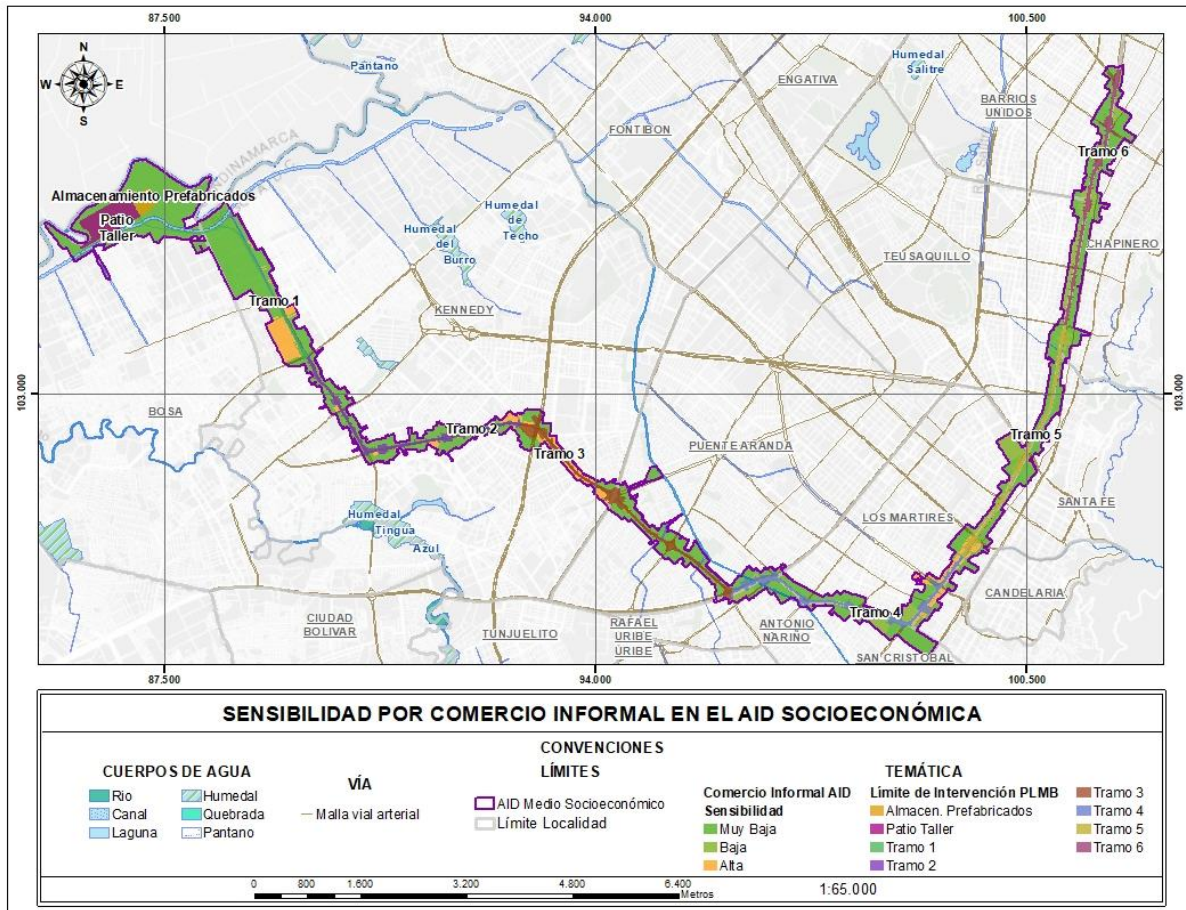 87.500
94.000
100.500
N
W
E
S
Pantano
Humedal
Salitre
ENGATIVA
BARRIOS
UNIDOS
FONTIBON
Tramo 6
Almacenamiento Prefabricados
Patio
Taller
Humedal
de
Techo
Humedal
del
Burro
CHAPINERO
TEUSAQUILLO
Tramo 1
KENNEDY
103.000
103.000
BOSA
Tramo 2
Tramo 3
PUENTE ARANDA
Tramo 5
SANTA FE
LOS MARTIRES
Humedal
Tingua
Azul
CANDELARIA
CIUDAD
BOLIVAR
TUNJUELITO
RAFAEL
URIBE
URIBE
ANTONIO
NARIÑO
Tramo 4
SAN CRISTOBAL
87.500
94.000
100.500
SENSIBILIDAD POR COMERCIO INFORMAL EN EL AID SOCIOECONÓMICA
CONVENCIONES
CUERPOS DE AGUA
Rio
Canal
Laguna
Humedal
Quebrada
Pantano
VÍA
Malla vial arterial
LÍMITES
AID Medio Socioeconómico
Límite Localidad
TEMÁTICA
Comercio Informal AID
Sensibilidad
Muy Baja
Baja
Alta
Límite de Intervención PLMB
Almacen. Prefabricados
Patio Taller
Tramo 1
Tramo 2
Tramo 3
Tramo 4
Tramo 5
Tramo 6
0 800 1.600 3.200 4.800 6.400
Metros
1:65.000